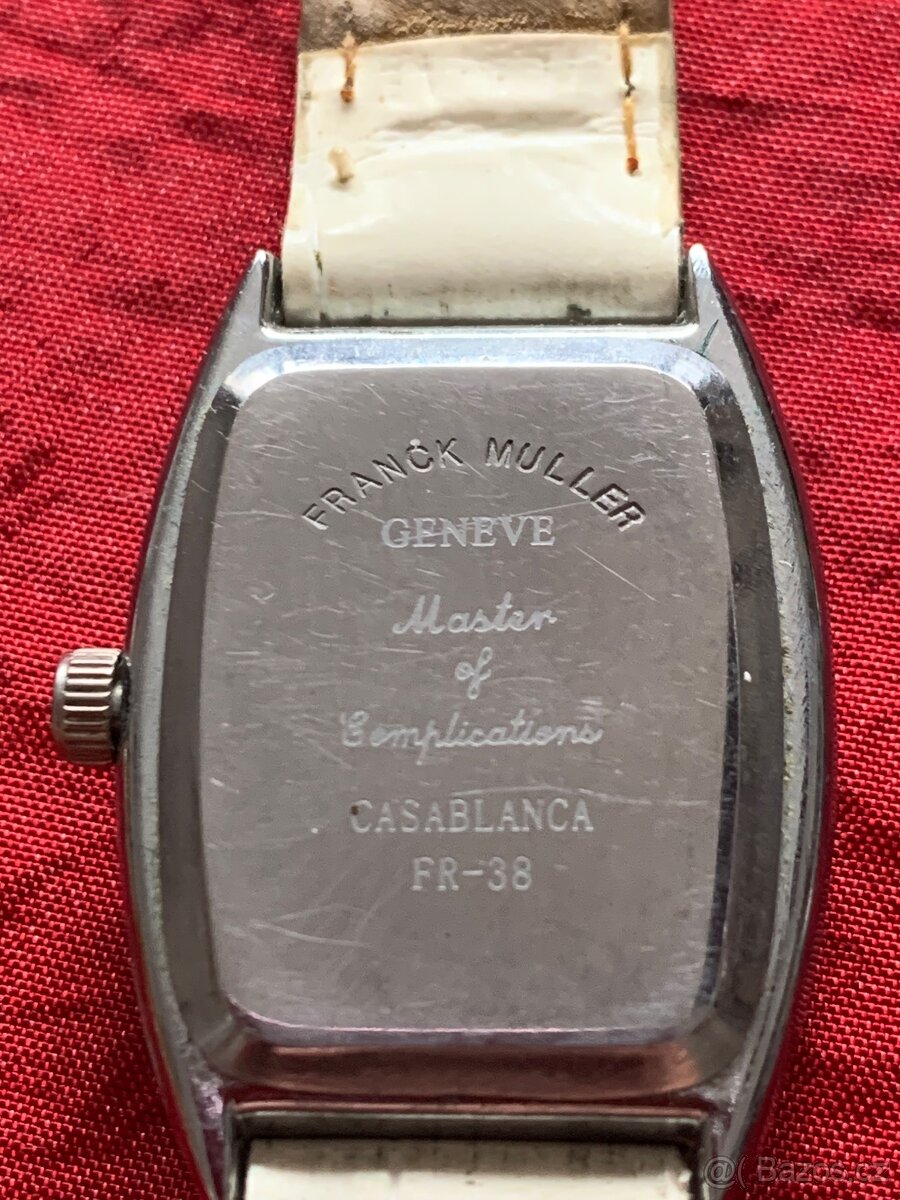 FRANCK MULLER
GENEVE
Master
of
Complications
CASABLANCA
FR-38
@( Bazos.cz